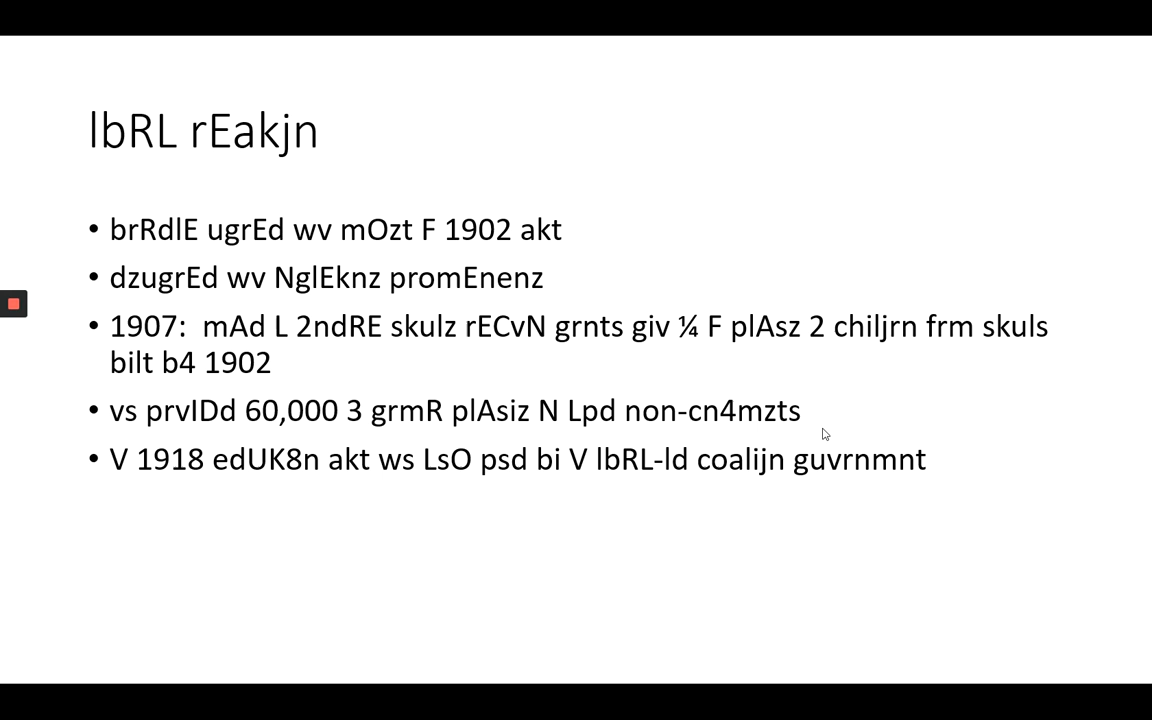 lbRL rEakjn
• brRdlE ugrEd wv mOzt F 1902 akt
• dzugrEd wv NglEknz promEnenz
• 1907:  mAd L 2ndRE skulz rECvN grnts giv ¼ F plAsz 2 chiljrn frm skuls
bilt b4 1902
• vs prvIDd 60,000 3 grmR plAsiz N Lpd non-cn4mzts
• V 1918 edUK8n akt ws LsO psd bi V lbRL-ld coalijn guvrnmnt